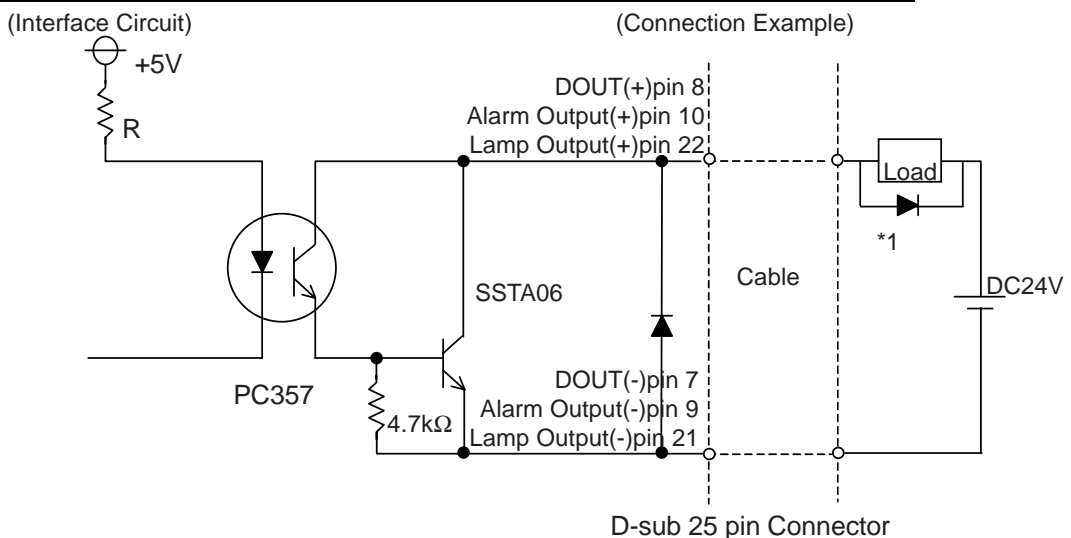 (Interface Circuit)
(Connection Example)
+5V
R
DOUT(+)pin 8
Alarm Output(+)pin 10
Lamp Output(+)pin 22
Load
*1
SSTA06
Cable
DC24V
PC357
4.7kΩ
DOUT(-)pin 7
Alarm Output(-)pin 9
Lamp Output(-)pin 21
D-sub 25 pin Connector